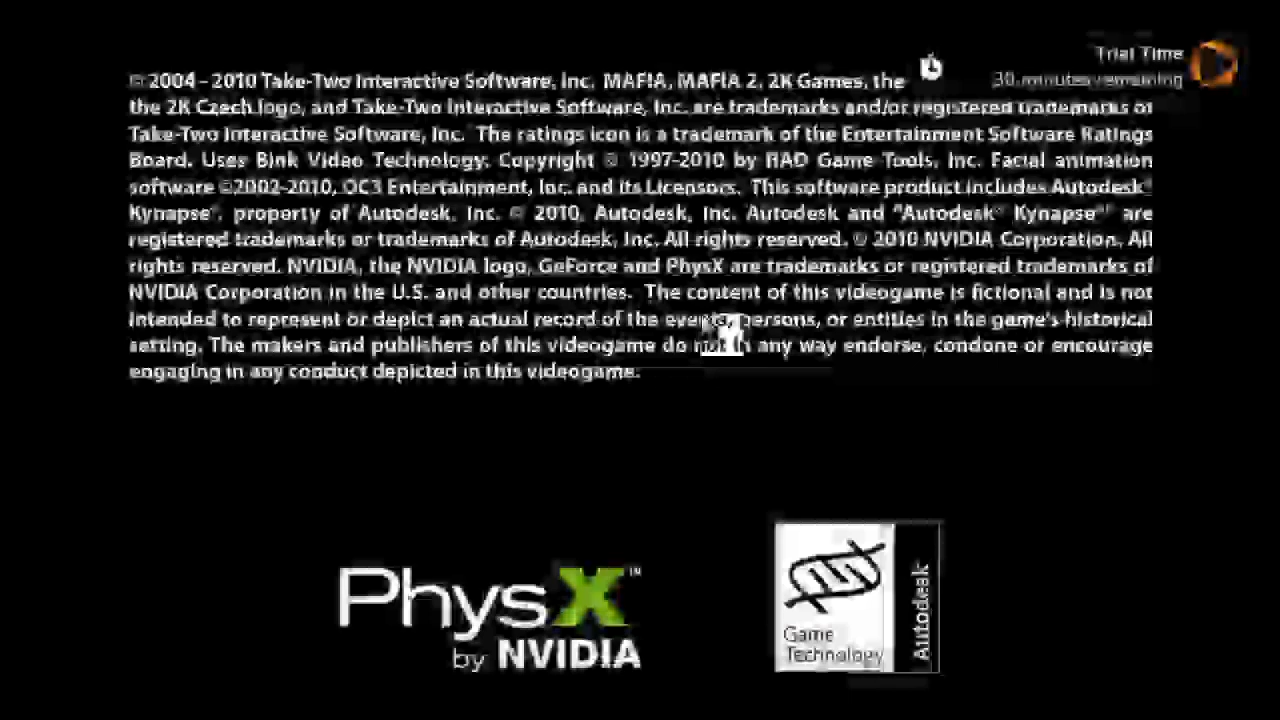 Trial Time
30 minutes remaining
© 2004 – 2010 Take-Two Interactive Software, Inc. MAFIA, MAFIA 2, 2K Games, the
the 2K Czech logo, and Take-Two Interactive Software, Inc. are trademarks and/or registered trademarks of
Take-Two Interactive Software, Inc. The ratings icon is a trademark of the Entertainment Software Ratings
Board. Uses Bink Video Technology. Copyright © 1997-2010 by RAD Game Tools, Inc. Facial animation
software ©2002-2010, OC3 Entertainment, Inc. and its Licensors. This software product includes Autodesk®
Kynapse®, property of Autodesk, Inc. © 2010, Autodesk, Inc. Autodesk and "Autodesk® Kynapse®" are
registered trademarks or trademarks of Autodesk, Inc. All rights reserved. © 2010 NVIDIA Corporation. All
rights reserved. NVIDIA, the NVIDIA logo, GeForce and PhysX are trademarks or registered trademarks of
NVIDIA Corporation in the U.S. and other countries. The content of this videogame is fictional and is not
intended to represent or depict an actual record of the events, persons, or entities in the game's historical
setting. The makers and publishers of this videogame do not in any way endorse, condone or encourage
engaging in any conduct depicted in this videogame.
PhysX™
by NVIDIA
Game
Technology
Autodesk®